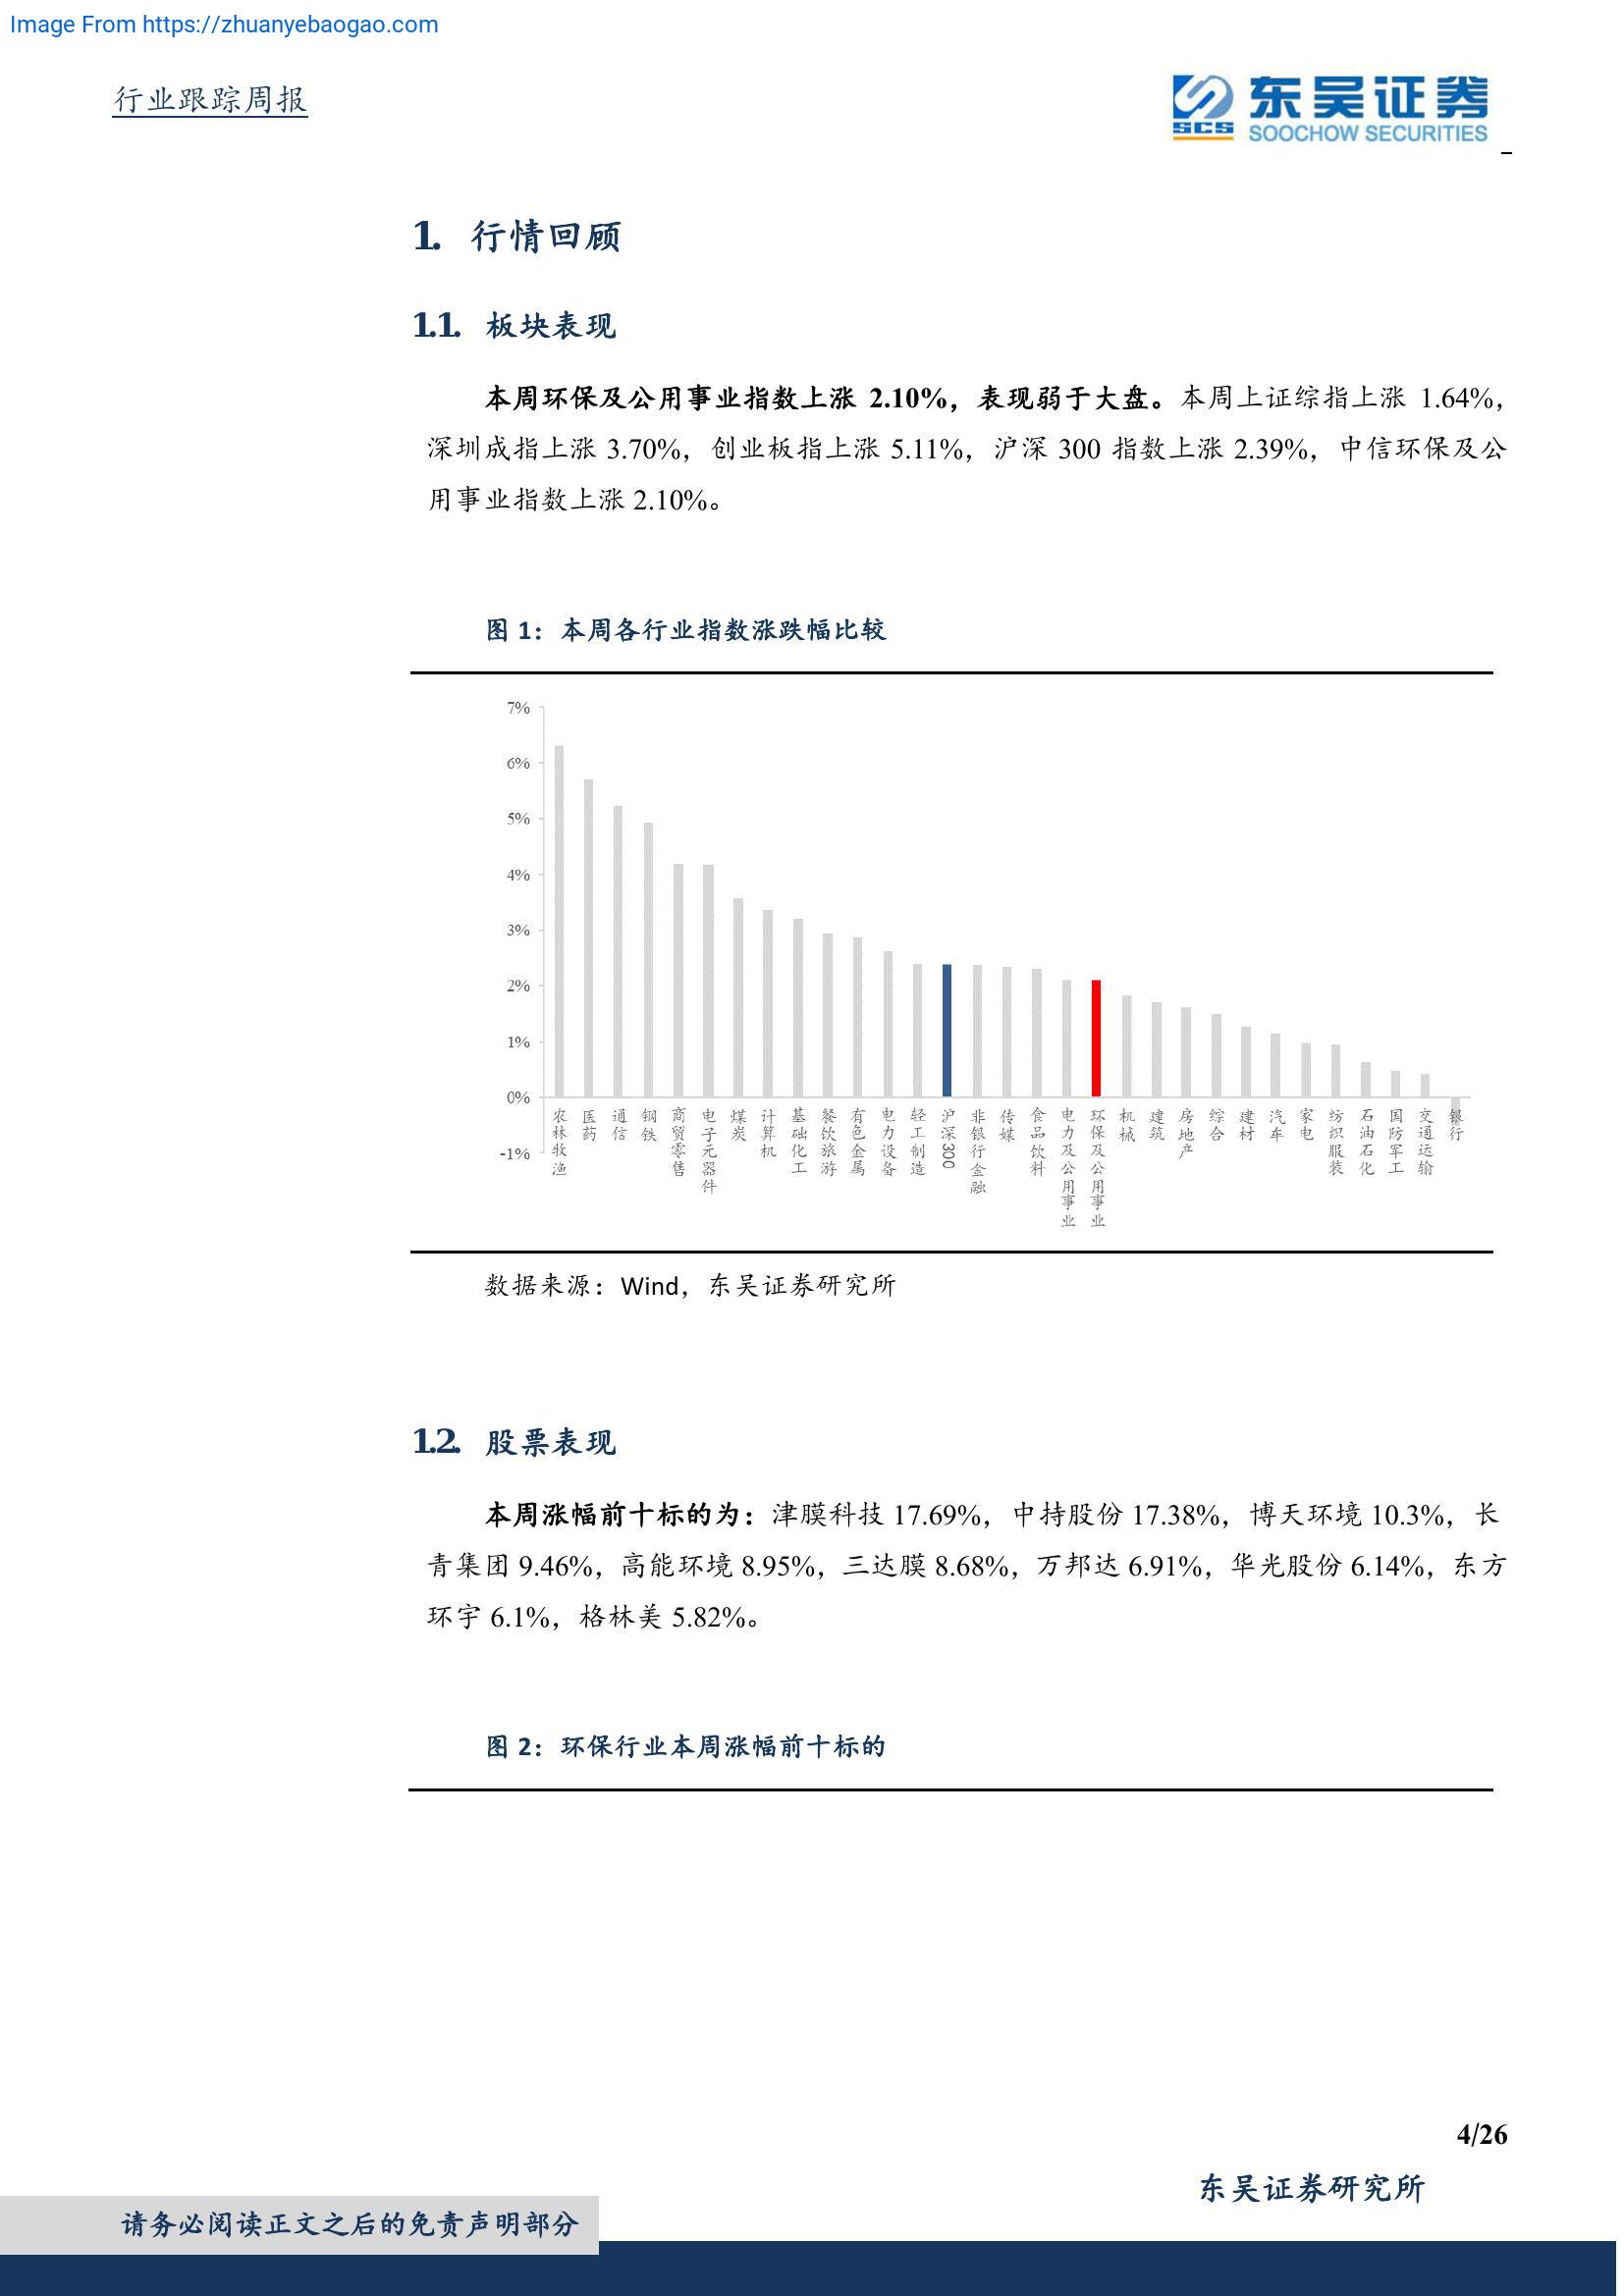 Image From https://zhuanyebaogao.com
行业跟踪周报
SCS
东吴证券
SOOCHOW SECURITIES
1. 行情回顾
1.1. 板块表现
本周环保及公用事业指数上涨 2.10%，表现弱于大盘。本周上证综指上涨 1.64%，
深圳成指上涨 3.70%，创业板指上涨 5.11%，沪深 300 指数上涨 2.39%，中信环保及公
用事业指数上涨 2.10%。
图 1：本周各行业指数涨跌幅比较
7%
6%
5%
4%
3%
2%
1%
0%
-1%
农林牧渔
医药
通信
钢铁
商贸零售
电子元器件
煤炭
计算机
基础化工
餐饮旅游
有色金属
电力设备
轻工制造
沪深300
非银行金融
传媒
食品饮料
电力及公用事业
环保及公用事业
机械
建筑
房地产
综合
建材
汽车
家电
纺织服装
石油石化
国防军工
交通运输
银行
数据来源：Wind，东吴证券研究所
1.2. 股票表现
本周涨幅前十标的为：津膜科技 17.69%，中持股份 17.38%，博天环境 10.3%，长
青集团 9.46%，高能环境 8.95%，三达膜 8.68%，万邦达 6.91%，华光股份 6.14%，东方
环宇 6.1%，格林美 5.82%。
图 2：环保行业本周涨幅前十标的
4/26
东吴证券研究所
请务必阅读正文之后的免责声明部分